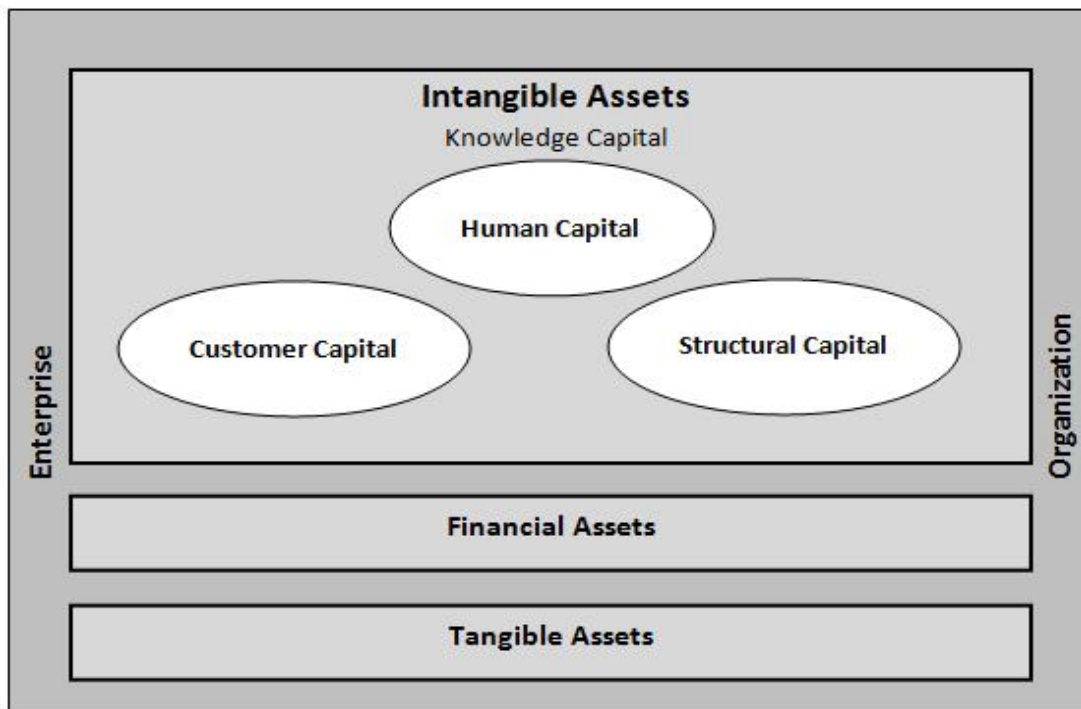 Intangible Assets
Knowledge Capital
Human Capital
Customer Capital
Structural Capital
Enterprise
Organization
Financial Assets
Tangible Assets